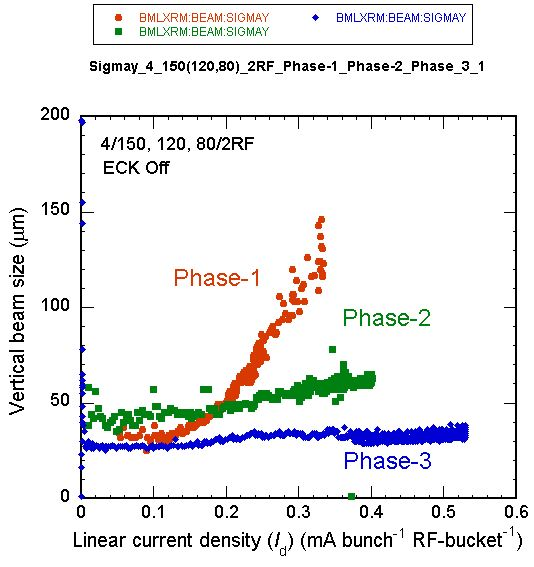 BMLXRM:BEAM:SIGMAY
BMLXRM:BEAM:SIGMAY
BMLXRM:BEAM:SIGMAY
Sigmay_4_150(120,80)_2RF_Phase-1_Phase-2_Phase_3_1
200
150
100
50
0
Vertical beam size (μm)
4/150, 120, 80/2RF
ECK Off
Phase-1
Phase-2
Phase-3
0
0.1
0.2
0.3
0.4
0.5
0.6
Linear current density (I_d) (mA bunch⁻¹ RF-bucket⁻¹)